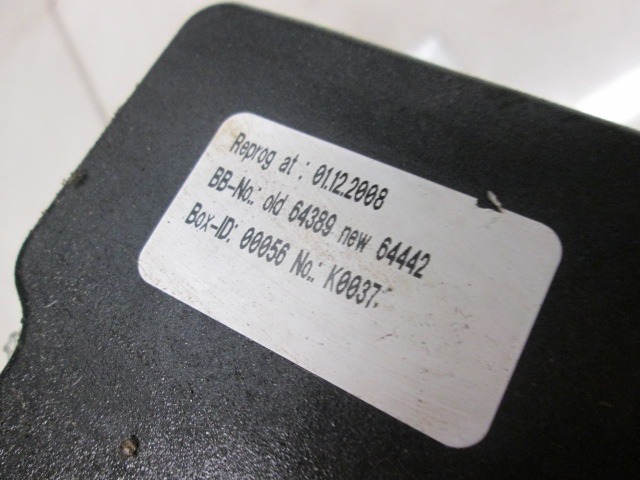 Reprog at : 01.12.2008
BB-No.: old 64389 new 64442
Box-ID: 00056 No.: K0037.